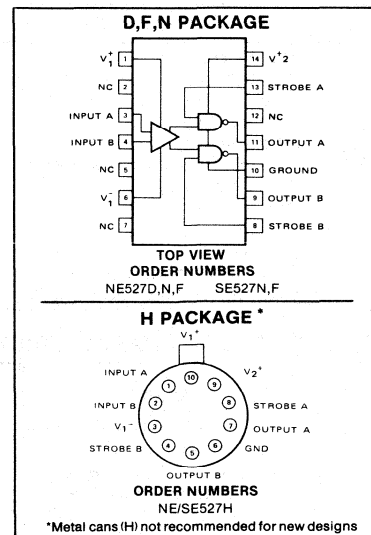 D,F,N PACKAGE
V1+ 1 14 V+2
NC 2 13 STROBE A
INPUT A 3 12 NC
INPUT B 4 11 OUTPUT A
NC 5 10 GROUND
V1- 6 9 OUTPUT B
NC 7 8 STROBE B
TOP VIEW
ORDER NUMBERS
NE527D,N,F SE527N,F
H PACKAGE*
V1+
INPUT A 10 V2+
1 9
INPUT B 2 8 STROBE A
V1- 3 7 OUTPUT A
STROBE B 4 6 GND
5
OUTPUT B
ORDER NUMBERS
NE/SE527H
*Metal cans (H) not recommended for new designs